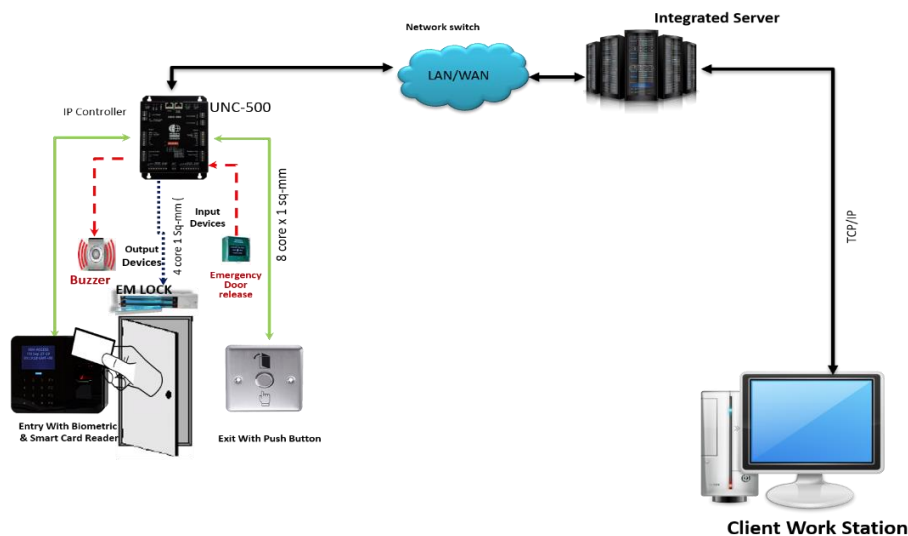 Integrated Server
Network switch
LAN/WAN
UNC-500
IP Controller
8 core x 1 sq-mm
4 core 1 Sq-mm (
Input
Devices
Output
Devices
TCP/IP
Buzzer
Emergency
Door
release
EM LOCK
Entry With Biometric
& Smart Card Reader
Exit With Push Button
Client Work Station